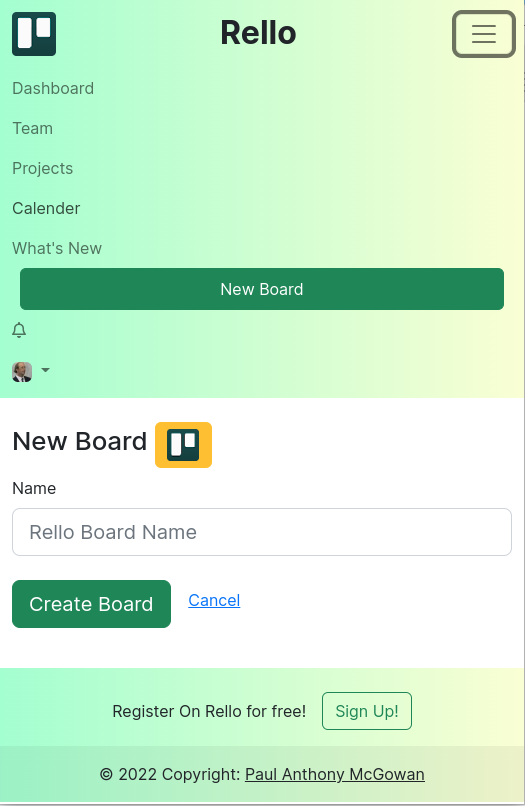 Rello
Dashboard
Team
Projects
Calender
What's New
New Board
New Board
Name
Rello Board Name
Create Board Cancel
Register On Rello for free! Sign Up!
© 2022 Copyright: Paul Anthony McGowan